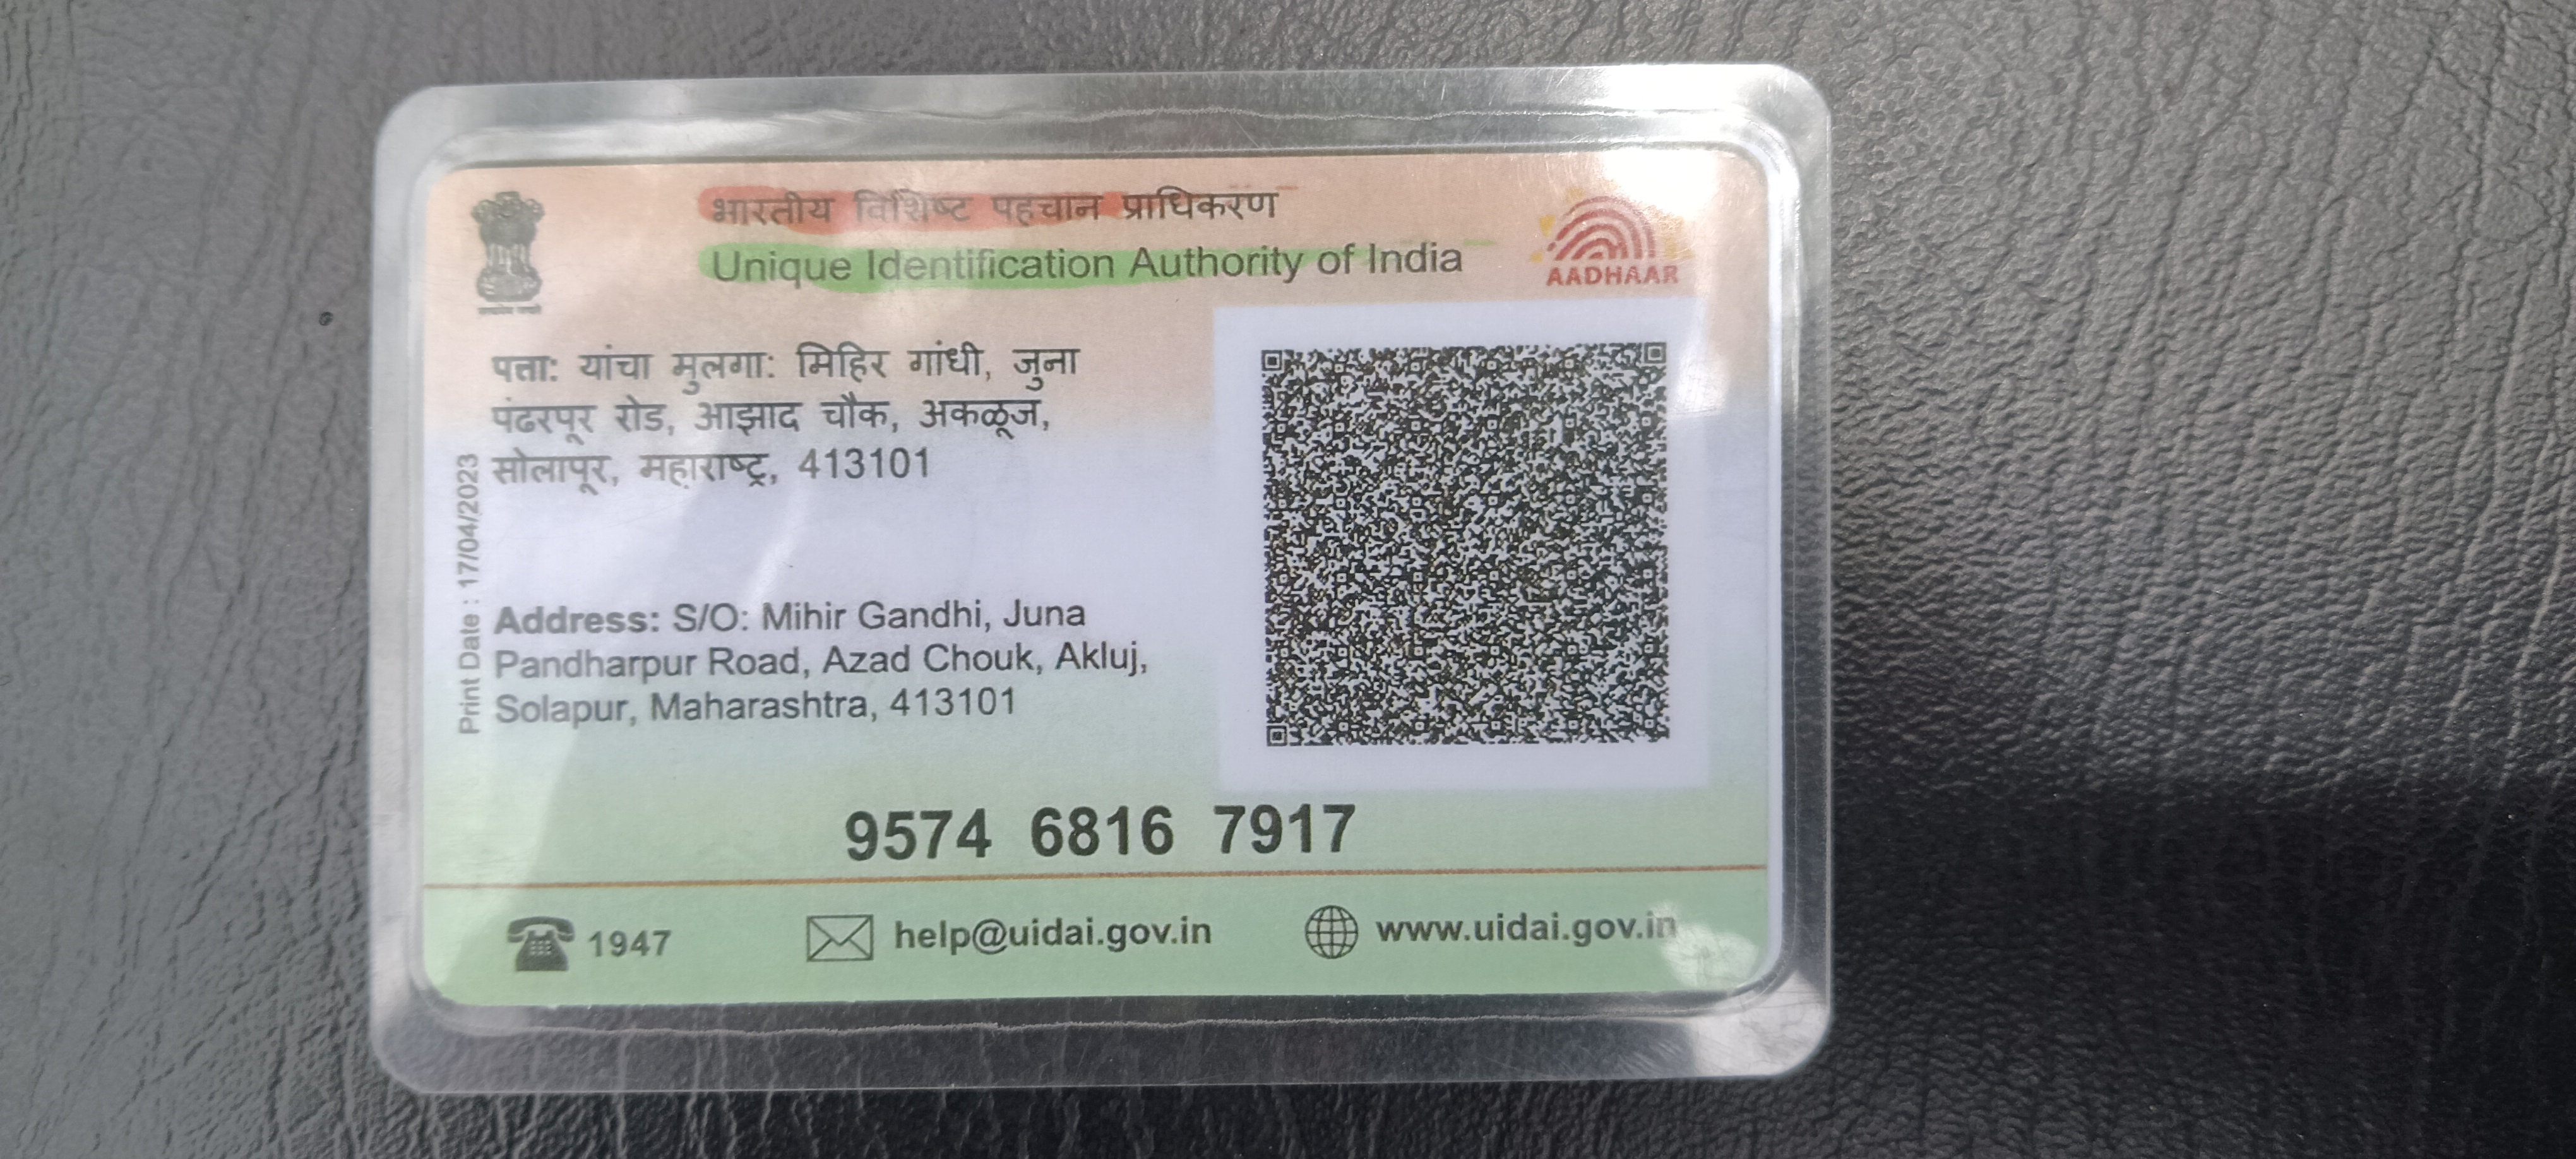 भारतीय विशिष्ट पहचान प्राधिकरण
Unique Identification Authority of India
AADHAAR
पत्ता: यांचा मुलगा: मिहिर गांधी, जुना
पंढरपूर रोड, आझाद चौक, अकळूज,
सोलापूर, महाराष्ट्र, 413101
Print Date : 17/04/2023
Address: S/O: Mihir Gandhi, Juna
Pandharpur Road, Azad Chouk, Akluj,
Solapur, Maharashtra, 413101
9574 6816 7917
1947
help@uidai.gov.in
www.uidai.gov.in